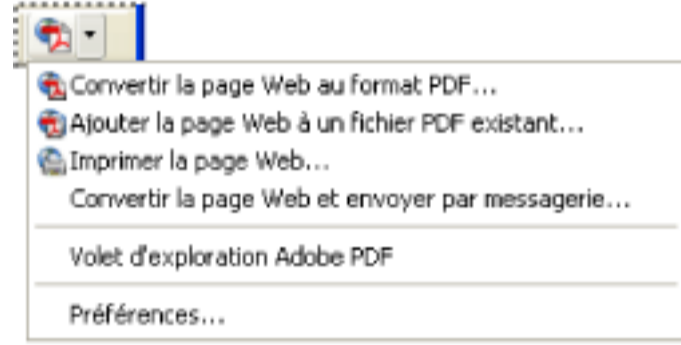 Convertir la page Web au format PDF...
Ajouter la page Web à un fichier PDF existant...
Imprimer la page Web...
Convertir la page Web et envoyer par messagerie...
Volet d'exploration Adobe PDF
Préférences...